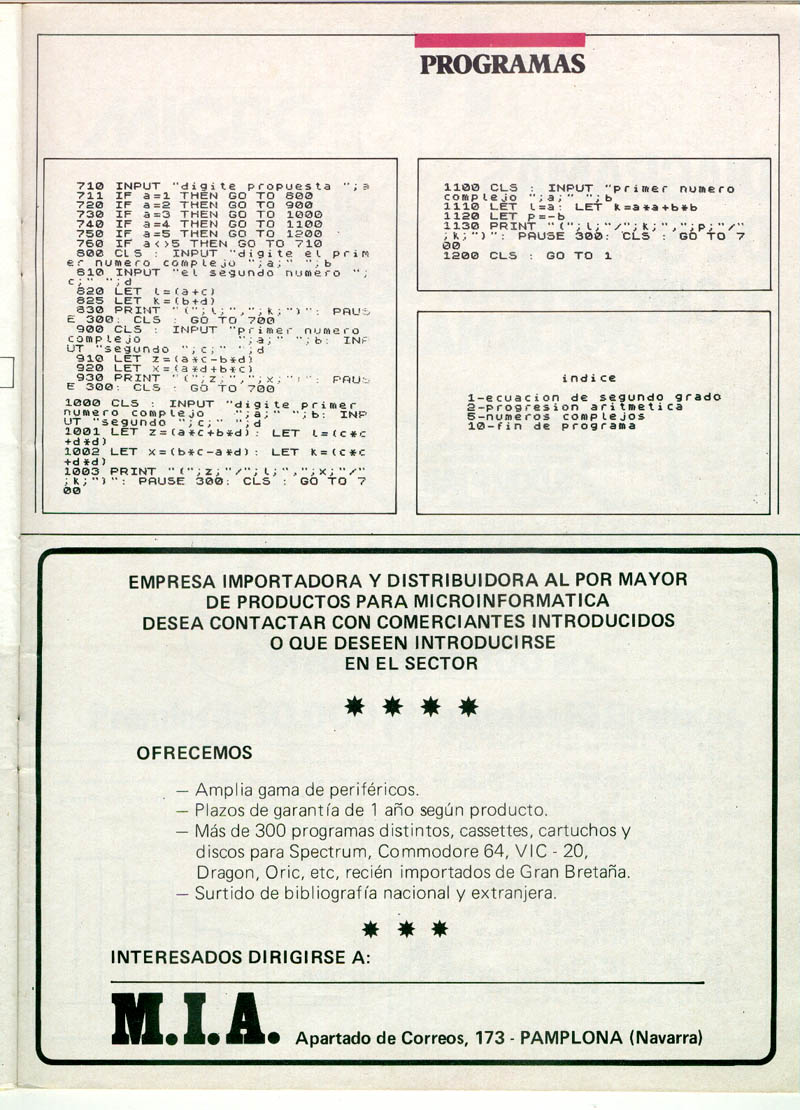 PROGRAMAS
710 INPUT "digite propuesta ";a
711 IF a=1 THEN GO TO 800
720 IF a=2 THEN GO TO 900
730 IF a=3 THEN GO TO 1000
740 IF a=4 THEN GO TO 1100
750 IF a=5 THEN GO TO 1200
760 IF a<>5 THEN GO TO 710
800 CLS : INPUT "digite el prim
er numero complejo ";a;" ";b
810 INPUT "el segundo numero ";
c;" ";d
820 LET l=(a+c)
825 LET k=(b+d)
830 PRINT "(";l;",";k;")": PAUS
E 300: CLS : GO TO 700
900 CLS : INPUT "primer numero
complejo ";a;" ";b: INP
UT "segundo ";c;" ";d
910 LET z=(a*c-b*d)
920 LET x=(a*d+b*c)
930 PRINT "(";z;",";x;")": PAUS
E 300: CLS : GO TO 700
1000 CLS : INPUT "digite primer
numero complejo ";a;" ";b: INP
UT "segundo ";c;" ";d
1001 LET z=(a*c+b*d): LET l=(c*c
+d*d)
1002 LET x=(b*c-a*d): LET k=(c*c
+d*d)
1003 PRINT "(";z;"/";l;",";x;"/"
;k;")": PAUSE 300: CLS : GO TO 7
00
1100 CLS : INPUT "primer numero
complejo ";a;" ";b
1110 LET l=a: LET k=a*a+b*b
1120 LET p=-b
1130 PRINT "(";l;"/";k;",";p;"/"
;k;")": PAUSE 300: CLS : GO TO 7
00
1200 CLS : GO TO 1
indice
1-ecuacion de segundo grado
2-progresion aritmetica
5-numeros complejos
10-fin de programa
EMPRESA IMPORTADORA Y DISTRIBUIDORA AL POR MAYOR
DE PRODUCTOS PARA MICROINFORMATICA
DESEA CONTACTAR CON COMERCIANTES INTRODUCIDOS
O QUE DESEEN INTRODUCIRSE
EN EL SECTOR
OFRECEMOS
— Amplia gama de periféricos.
— Plazos de garantía de 1 año según producto.
— Más de 300 programas distintos, cassettes, cartuchos y
discos para Spectrum, Commodore 64, VIC - 20,
Dragon, Oric, etc, recién importados de Gran Bretaña.
— Surtido de bibliografía nacional y extranjera.
INTERESADOS DIRIGIRSE A:
M.I.A. Apartado de Correos, 173 - PAMPLONA (Navarra)